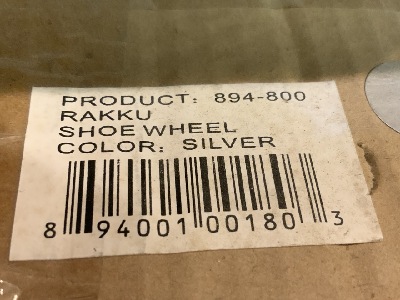 PRODUCT: 894-800
RAKKU
SHOE WHEEL
COLOR: SILVER
8 94001 00180 3